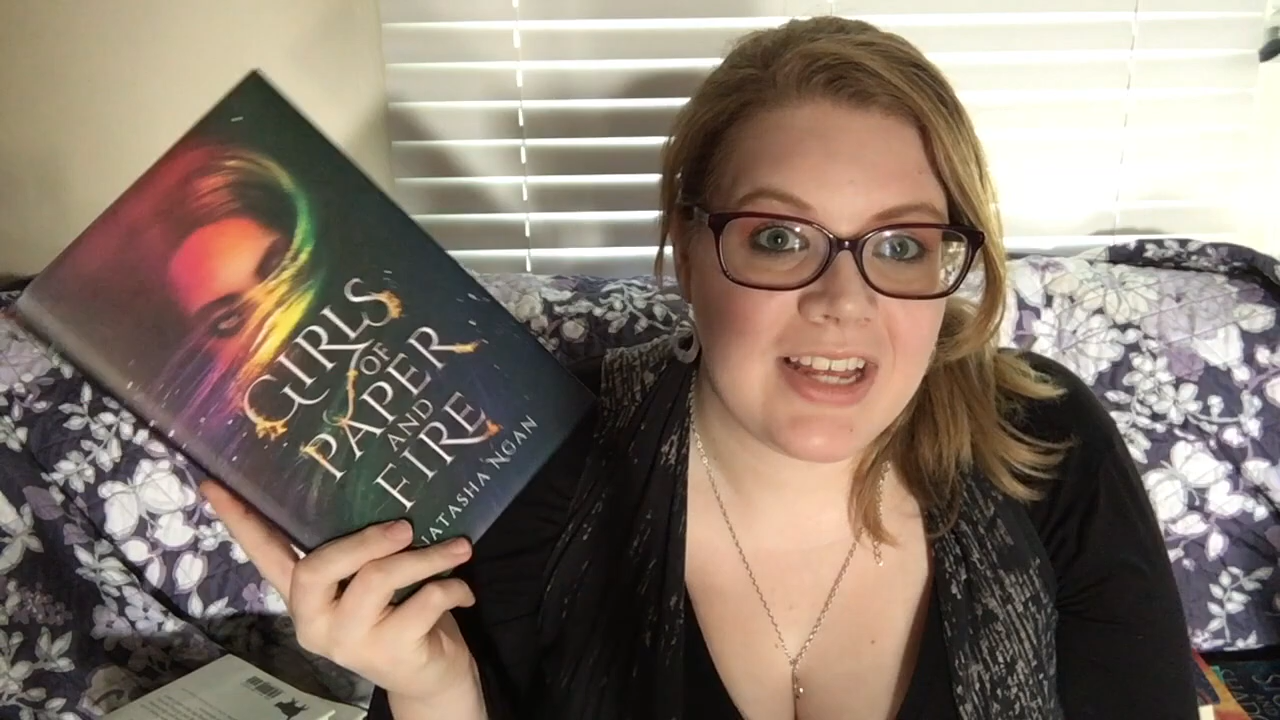 GIRLS
OF
PAPER
AND
FIRE
NATASHA NGAN